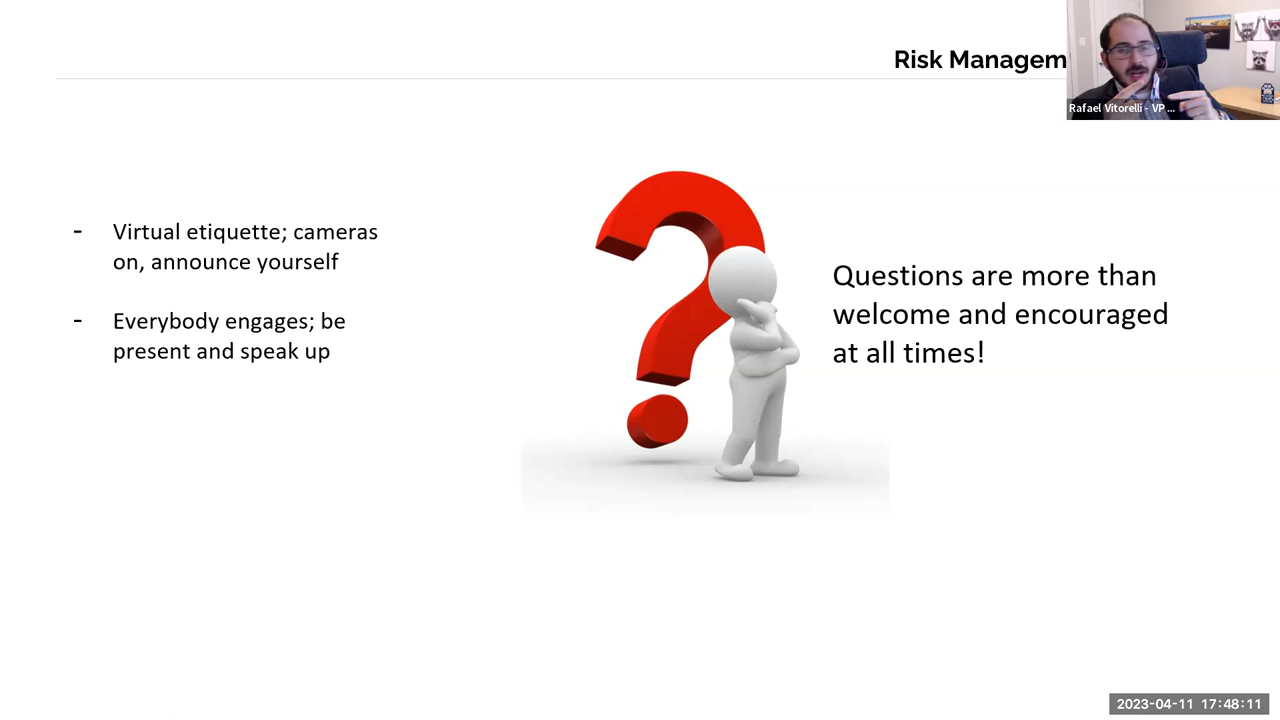 Risk Managem
Rafael Vitorelli - VP ...
- Virtual etiquette; cameras
on, announce yourself
- Everybody engages; be
present and speak up
Questions are more than
welcome and encouraged
at all times!
2023-04-11 17:48:11